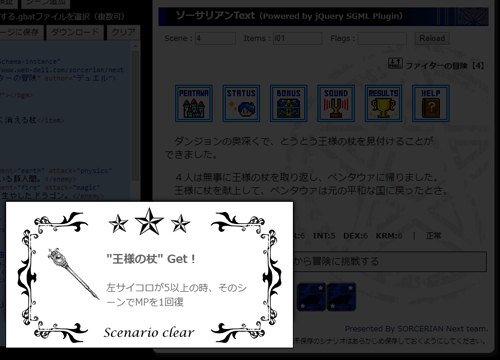 する.gbatファイルを選択（複数可）
ページに保存 ダウンロード クリア
ソーサリアンText (Powered by jQuery SGML Plugin)
Scene : 4 Items : i01 Flags : Reload
ファイターの冒険【4】
PENTAWA STATUS BONUS SOUND RESULTS HELP
ダンジョンの奥深くで、とうとう王様の杖を見付けることが
できました。
４人は無事に王様の杖を取り返し、ペンタウァに帰りました。
王様に杖を献上して、ペンタウァは元の平和な国に戻ったとさ。
INT:5 DEX:6 KRM:6 | 正常
から冒険に挑戦する
"王様の杖" Get！
左サイコロが5以上の時、そのシ
ーンでMPを1回復
Scenario clear
Presented By SORCERIAN Next team.